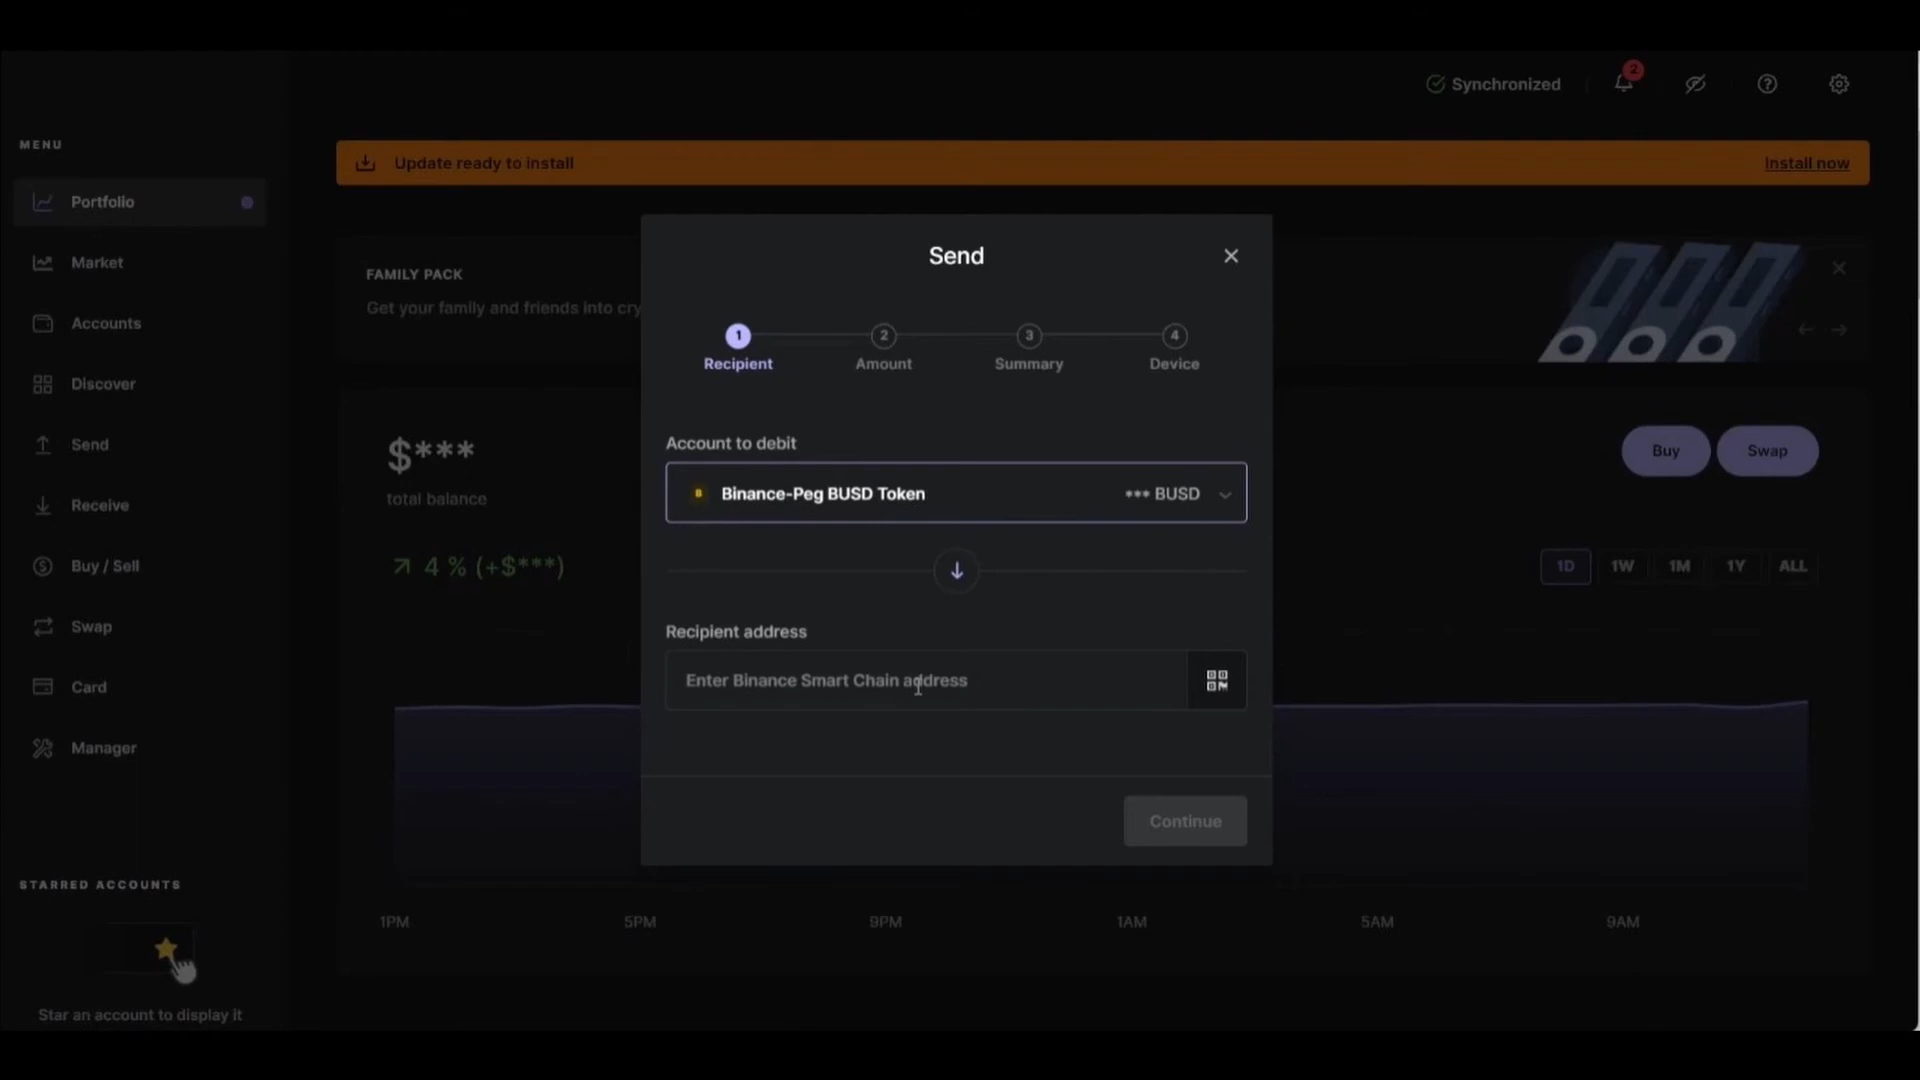 Synchronized
2
MENU
Portfolio
Market
Accounts
Discover
Send
Receive
Buy / Sell
Swap
Card
Manager
STARRED ACCOUNTS
Star an account to display it
Update ready to install
Install now
FAMILY PACK
Get your family and friends into cry
$***
total balance
4 % (+$***)
Buy
Swap
1D
1W
1M
1Y
ALL
1PM
5PM
9PM
1AM
5AM
9AM
Send
1
2
3
4
Recipient
Amount
Summary
Device
Account to debit
B
Binance-Peg BUSD Token
*** BUSD
Recipient address
Enter Binance Smart Chain address
Continue